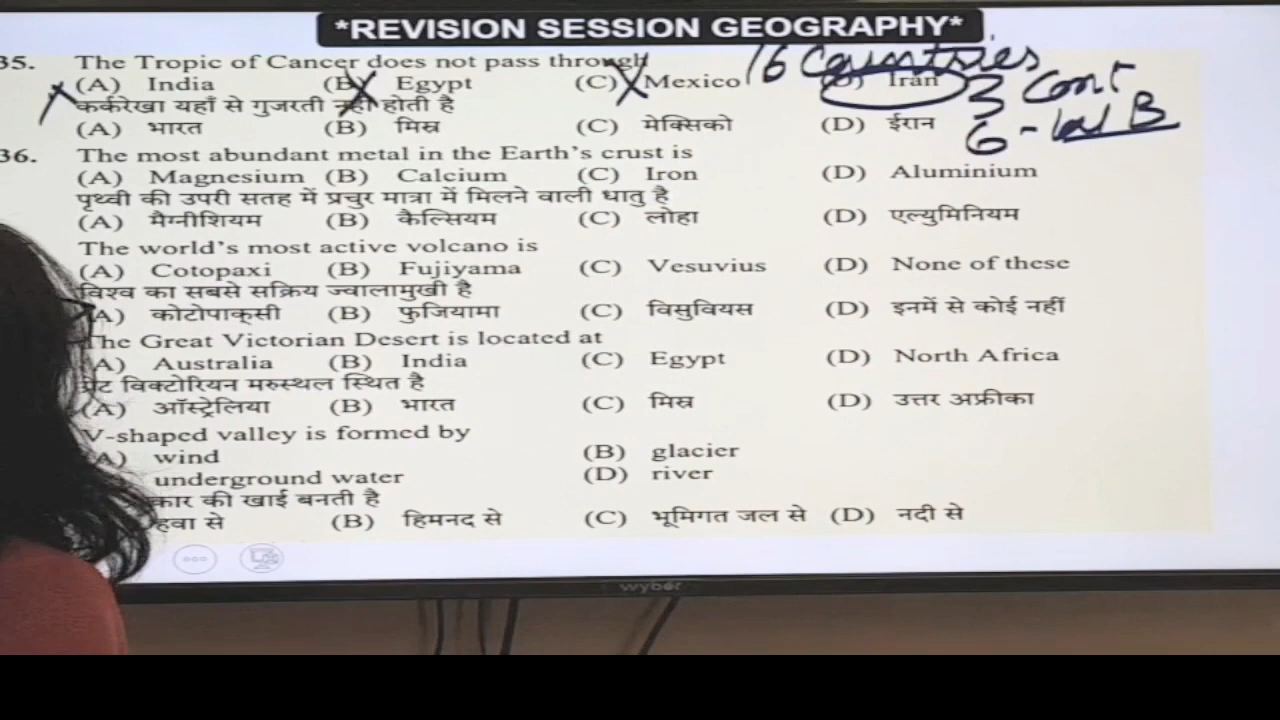 *REVISION SESSION GEOGRAPHY*
35. The Tropic of Cancer does not pass through
(A) India (B) Egypt (C) Mexico (D) Iran
16 Countries
3 Cont
6 - B
कर्करेखा यहाँ से गुजरती नहीं होती है
(A) भारत (B) मिस्र (C) मेक्सिको (D) ईरान
36. The most abundant metal in the Earth's crust is
(A) Magnesium (B) Calcium (C) Iron (D) Aluminium
पृथ्वी की उपरी सतह में प्रचुर मात्रा में मिलने वाली धातु है
(A) मैग्नीशियम (B) कैल्सियम (C) लोहा (D) एल्युमिनियम
The world's most active volcano is
(A) Cotopaxi (B) Fujiyama (C) Vesuvius (D) None of these
विश्व का सबसे सक्रिय ज्वालामुखी है
A) कोटोपाक्सी (B) फुजियामा (C) विसुवियस (D) इनमें से कोई नहीं
The Great Victorian Desert is located at
(A) Australia (B) India (C) Egypt (D) North Africa
ग्रेट विक्टोरियन मरुस्थल स्थित है
(A) ऑस्ट्रेलिया (B) भारत (C) मिस्र (D) उत्तर अफ्रीका
V-shaped valley is formed by
A) wind (B) glacier
underground water (D) river
कार की खाई बनती है
हवा से (B) हिमनद से (C) भूमिगत जल से (D) नदी से
wybor